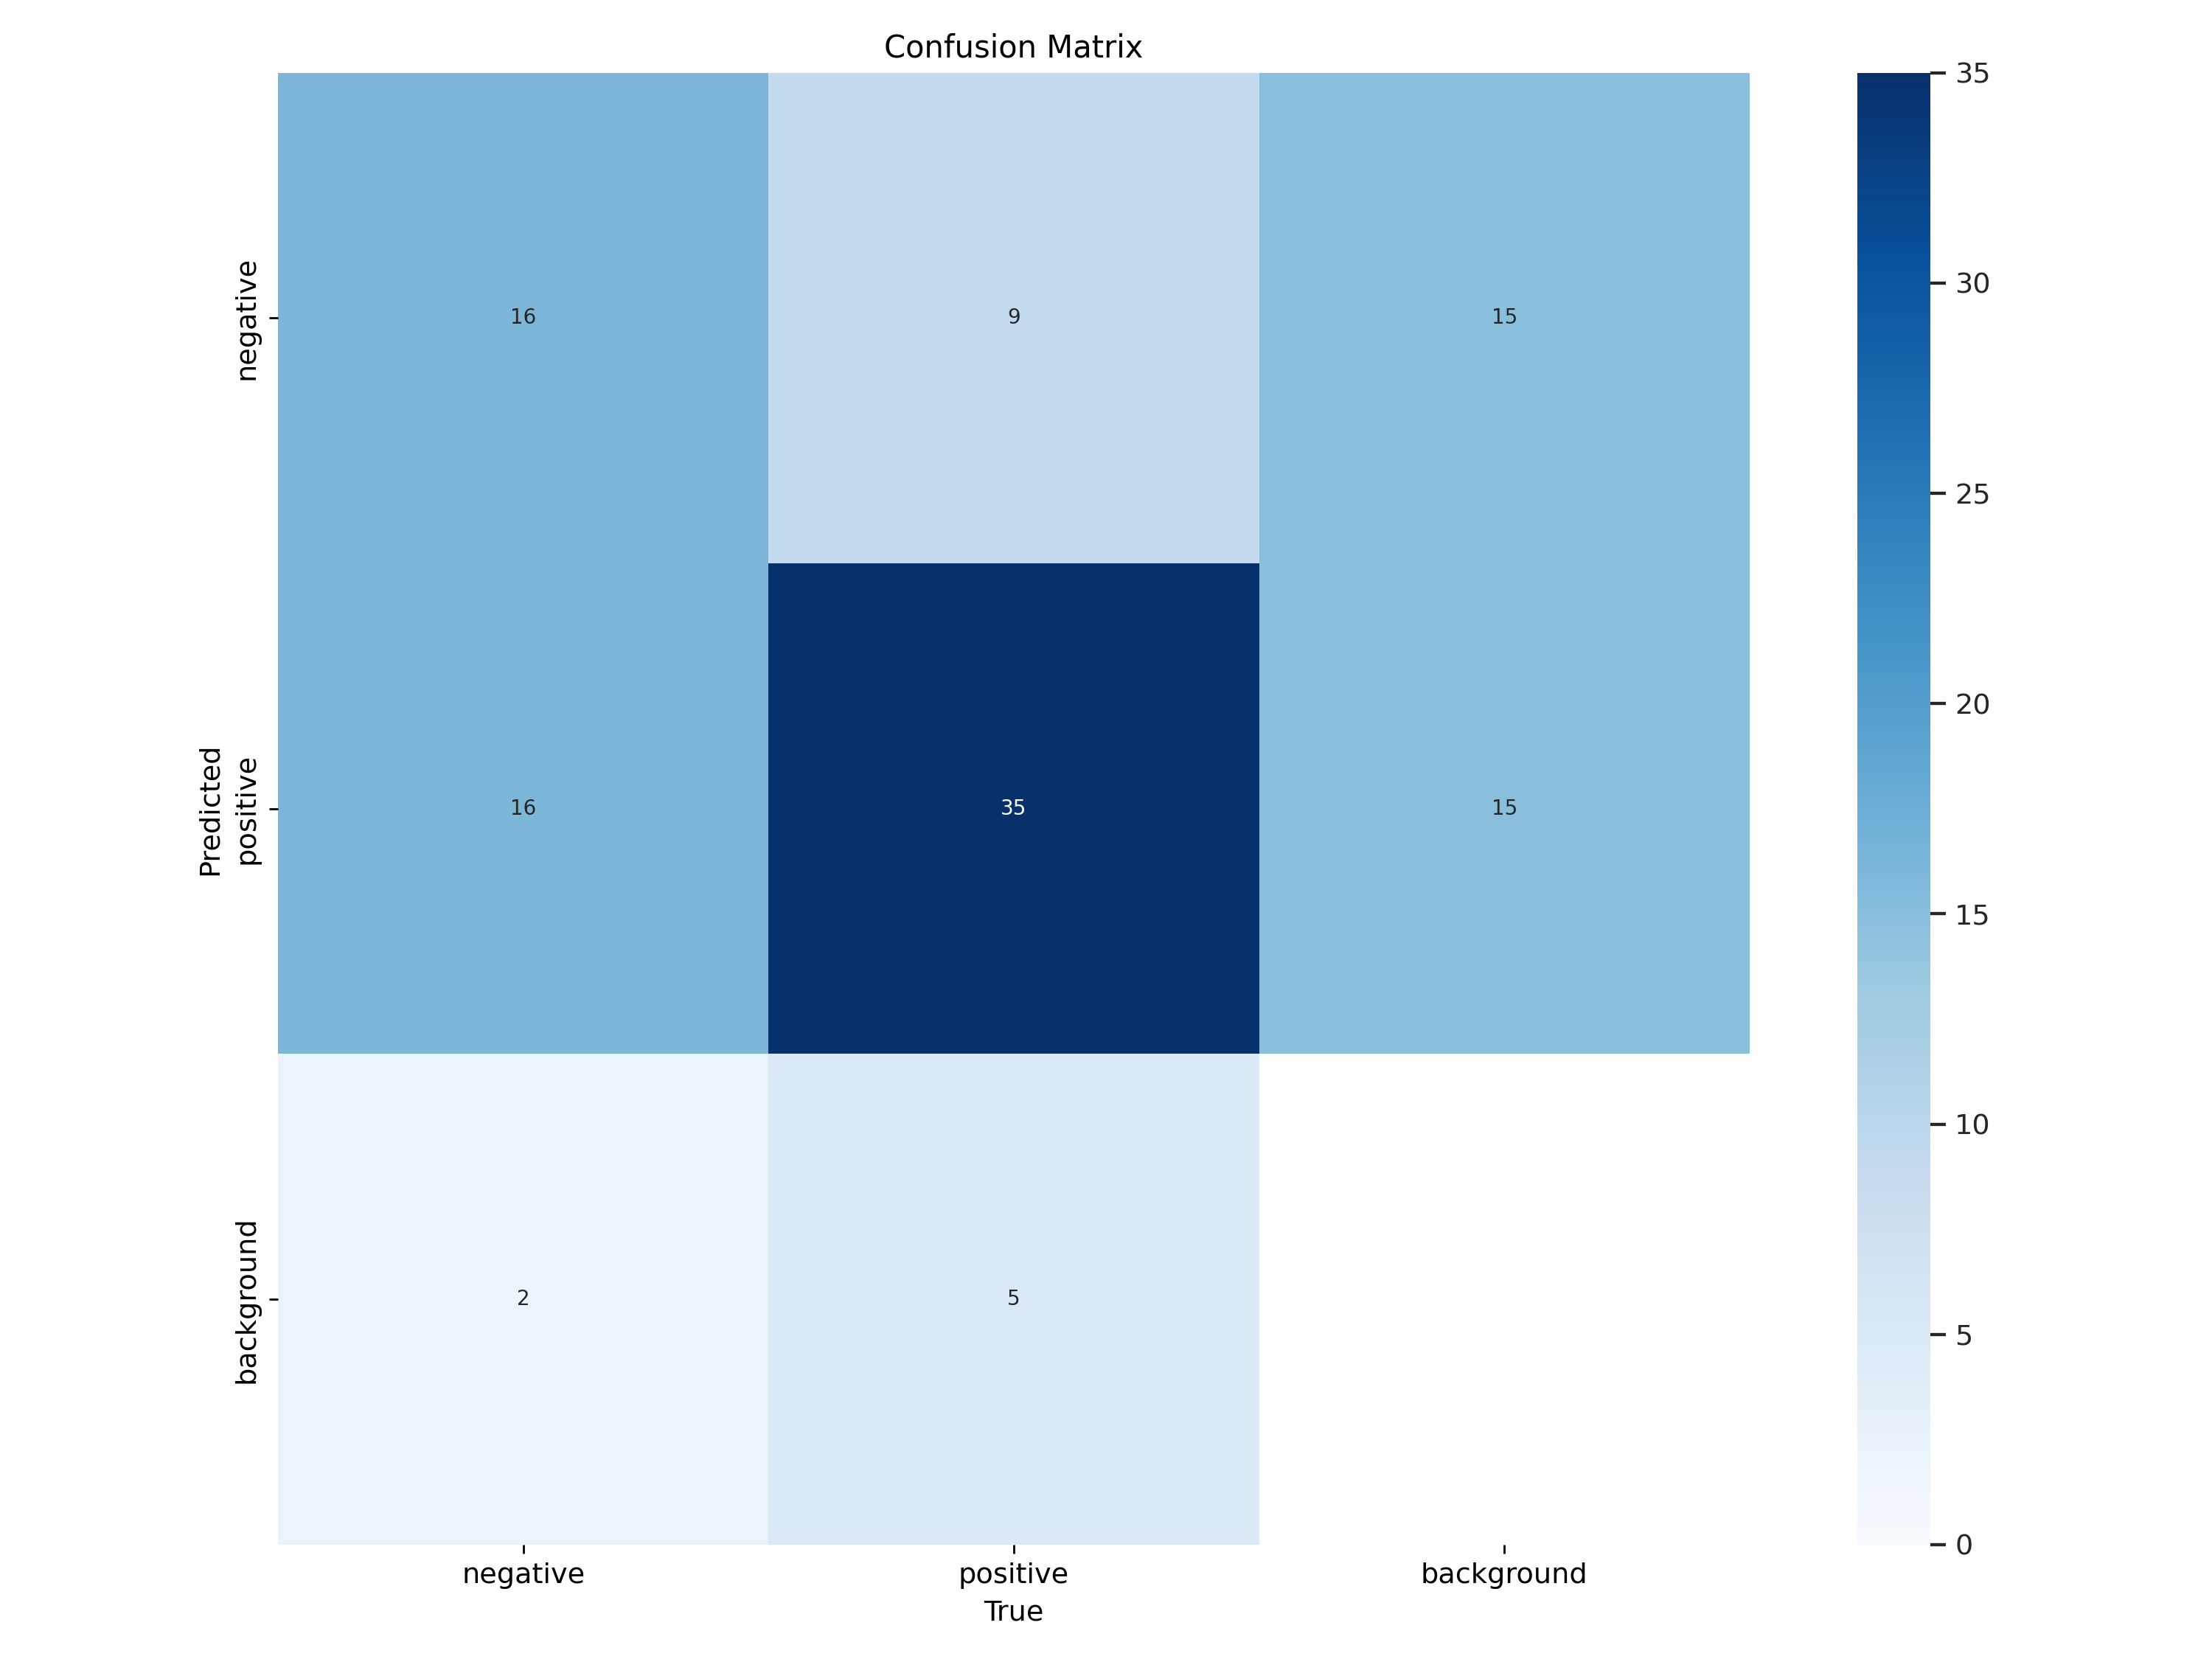 Confusion Matrix
negative
16
9
15
Predicted
positive
16
35
15
background
2
5
negative
positive
background
True
35
30
25
20
15
10
5
0